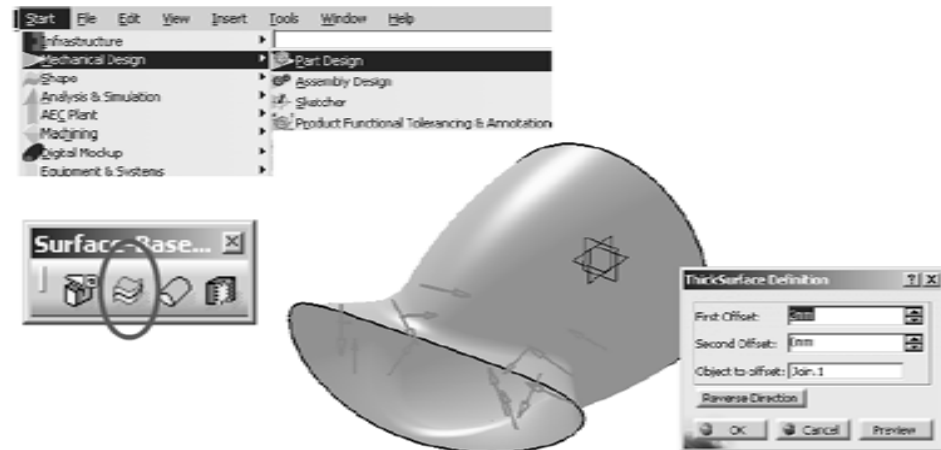 Start File Edit View Insert Tools Window Help
Infrastructure
Mechanical Design
Shape
Analysis & Simulation
AEC Plant
Machining
Digital Mockup
Equipment & Systems
Part Design
Assembly Design
Sketcher
Product Functional Tolerancing & Annotation
Surface-Base...
ThickSurface Definition
First Offset:
Second Offset: 0mm
Object to offset: Join.1
Reverse Direction
OK Cancel Preview